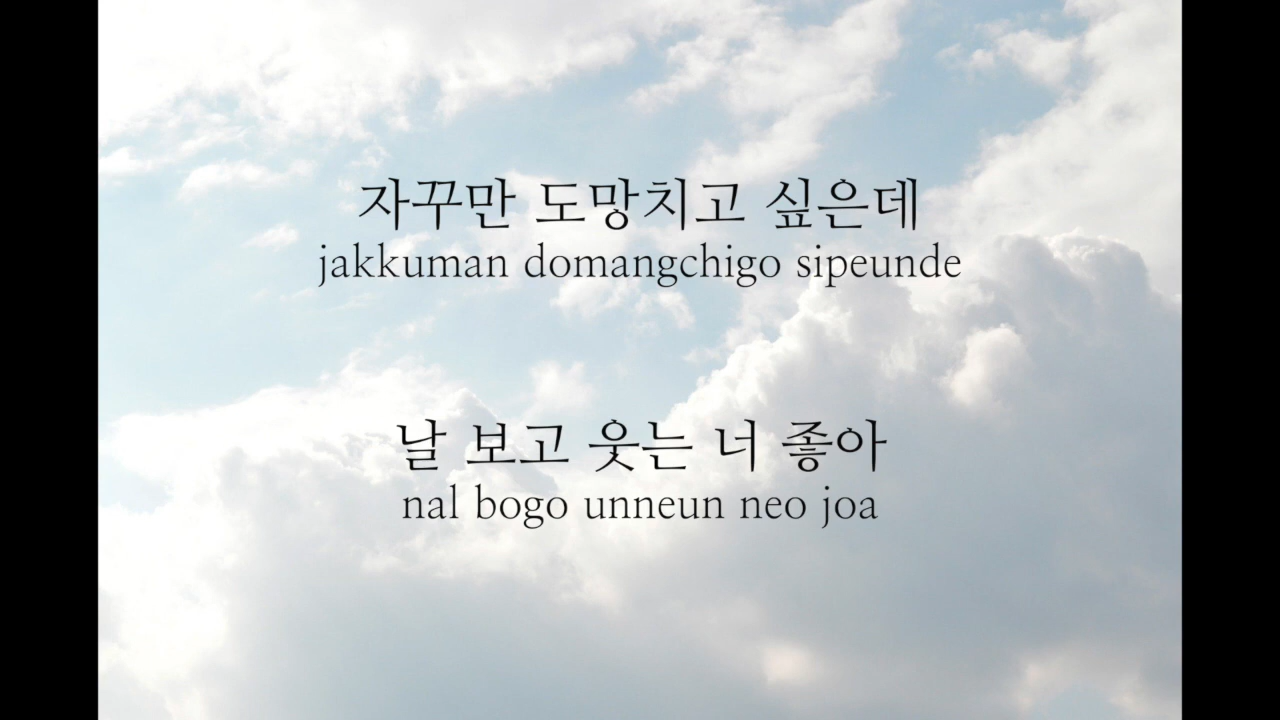 자꾸만 도망치고 싶은데
jakkuman domangchigo sipeunde
날 보고 웃는 너 좋아
nal bogo unneun neo joa